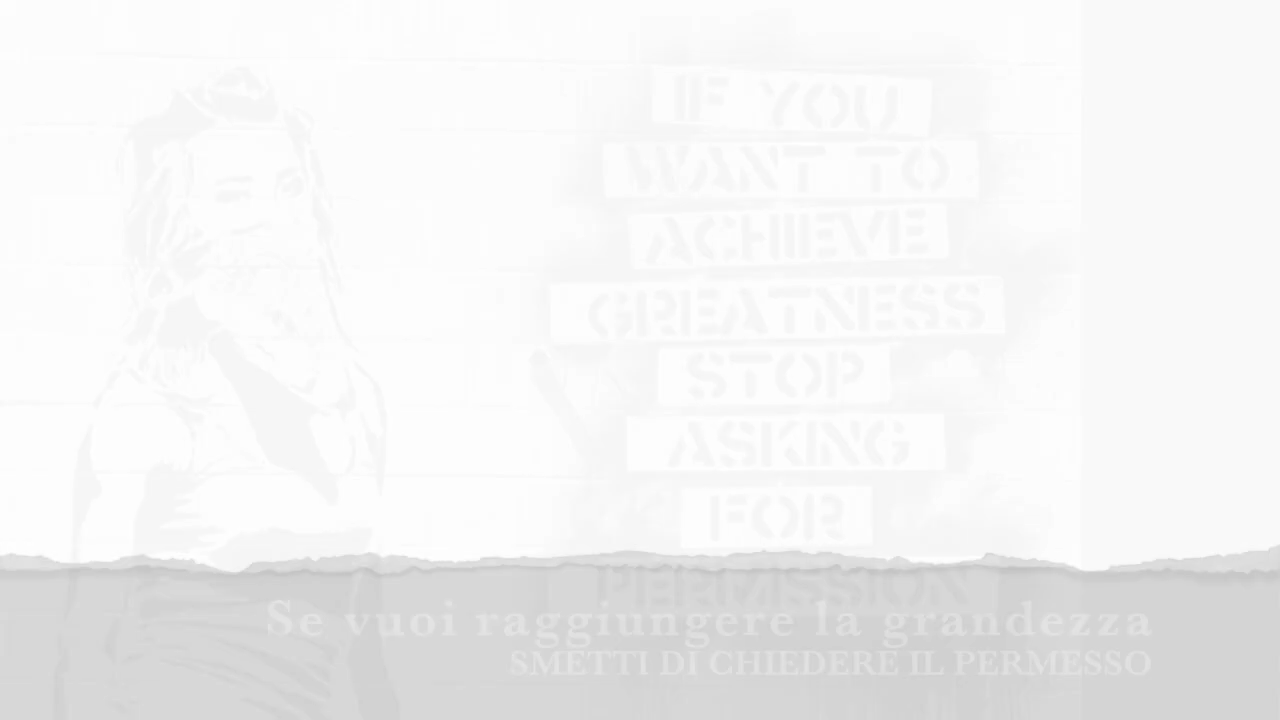 IF YOU
WANT TO
ACHIEVE
GREATNESS
STOP
ASKING
FOR
PERMISSION
Se vuoi raggiungere la grandezza
SMETTI DI CHIEDERE IL PERMESSO